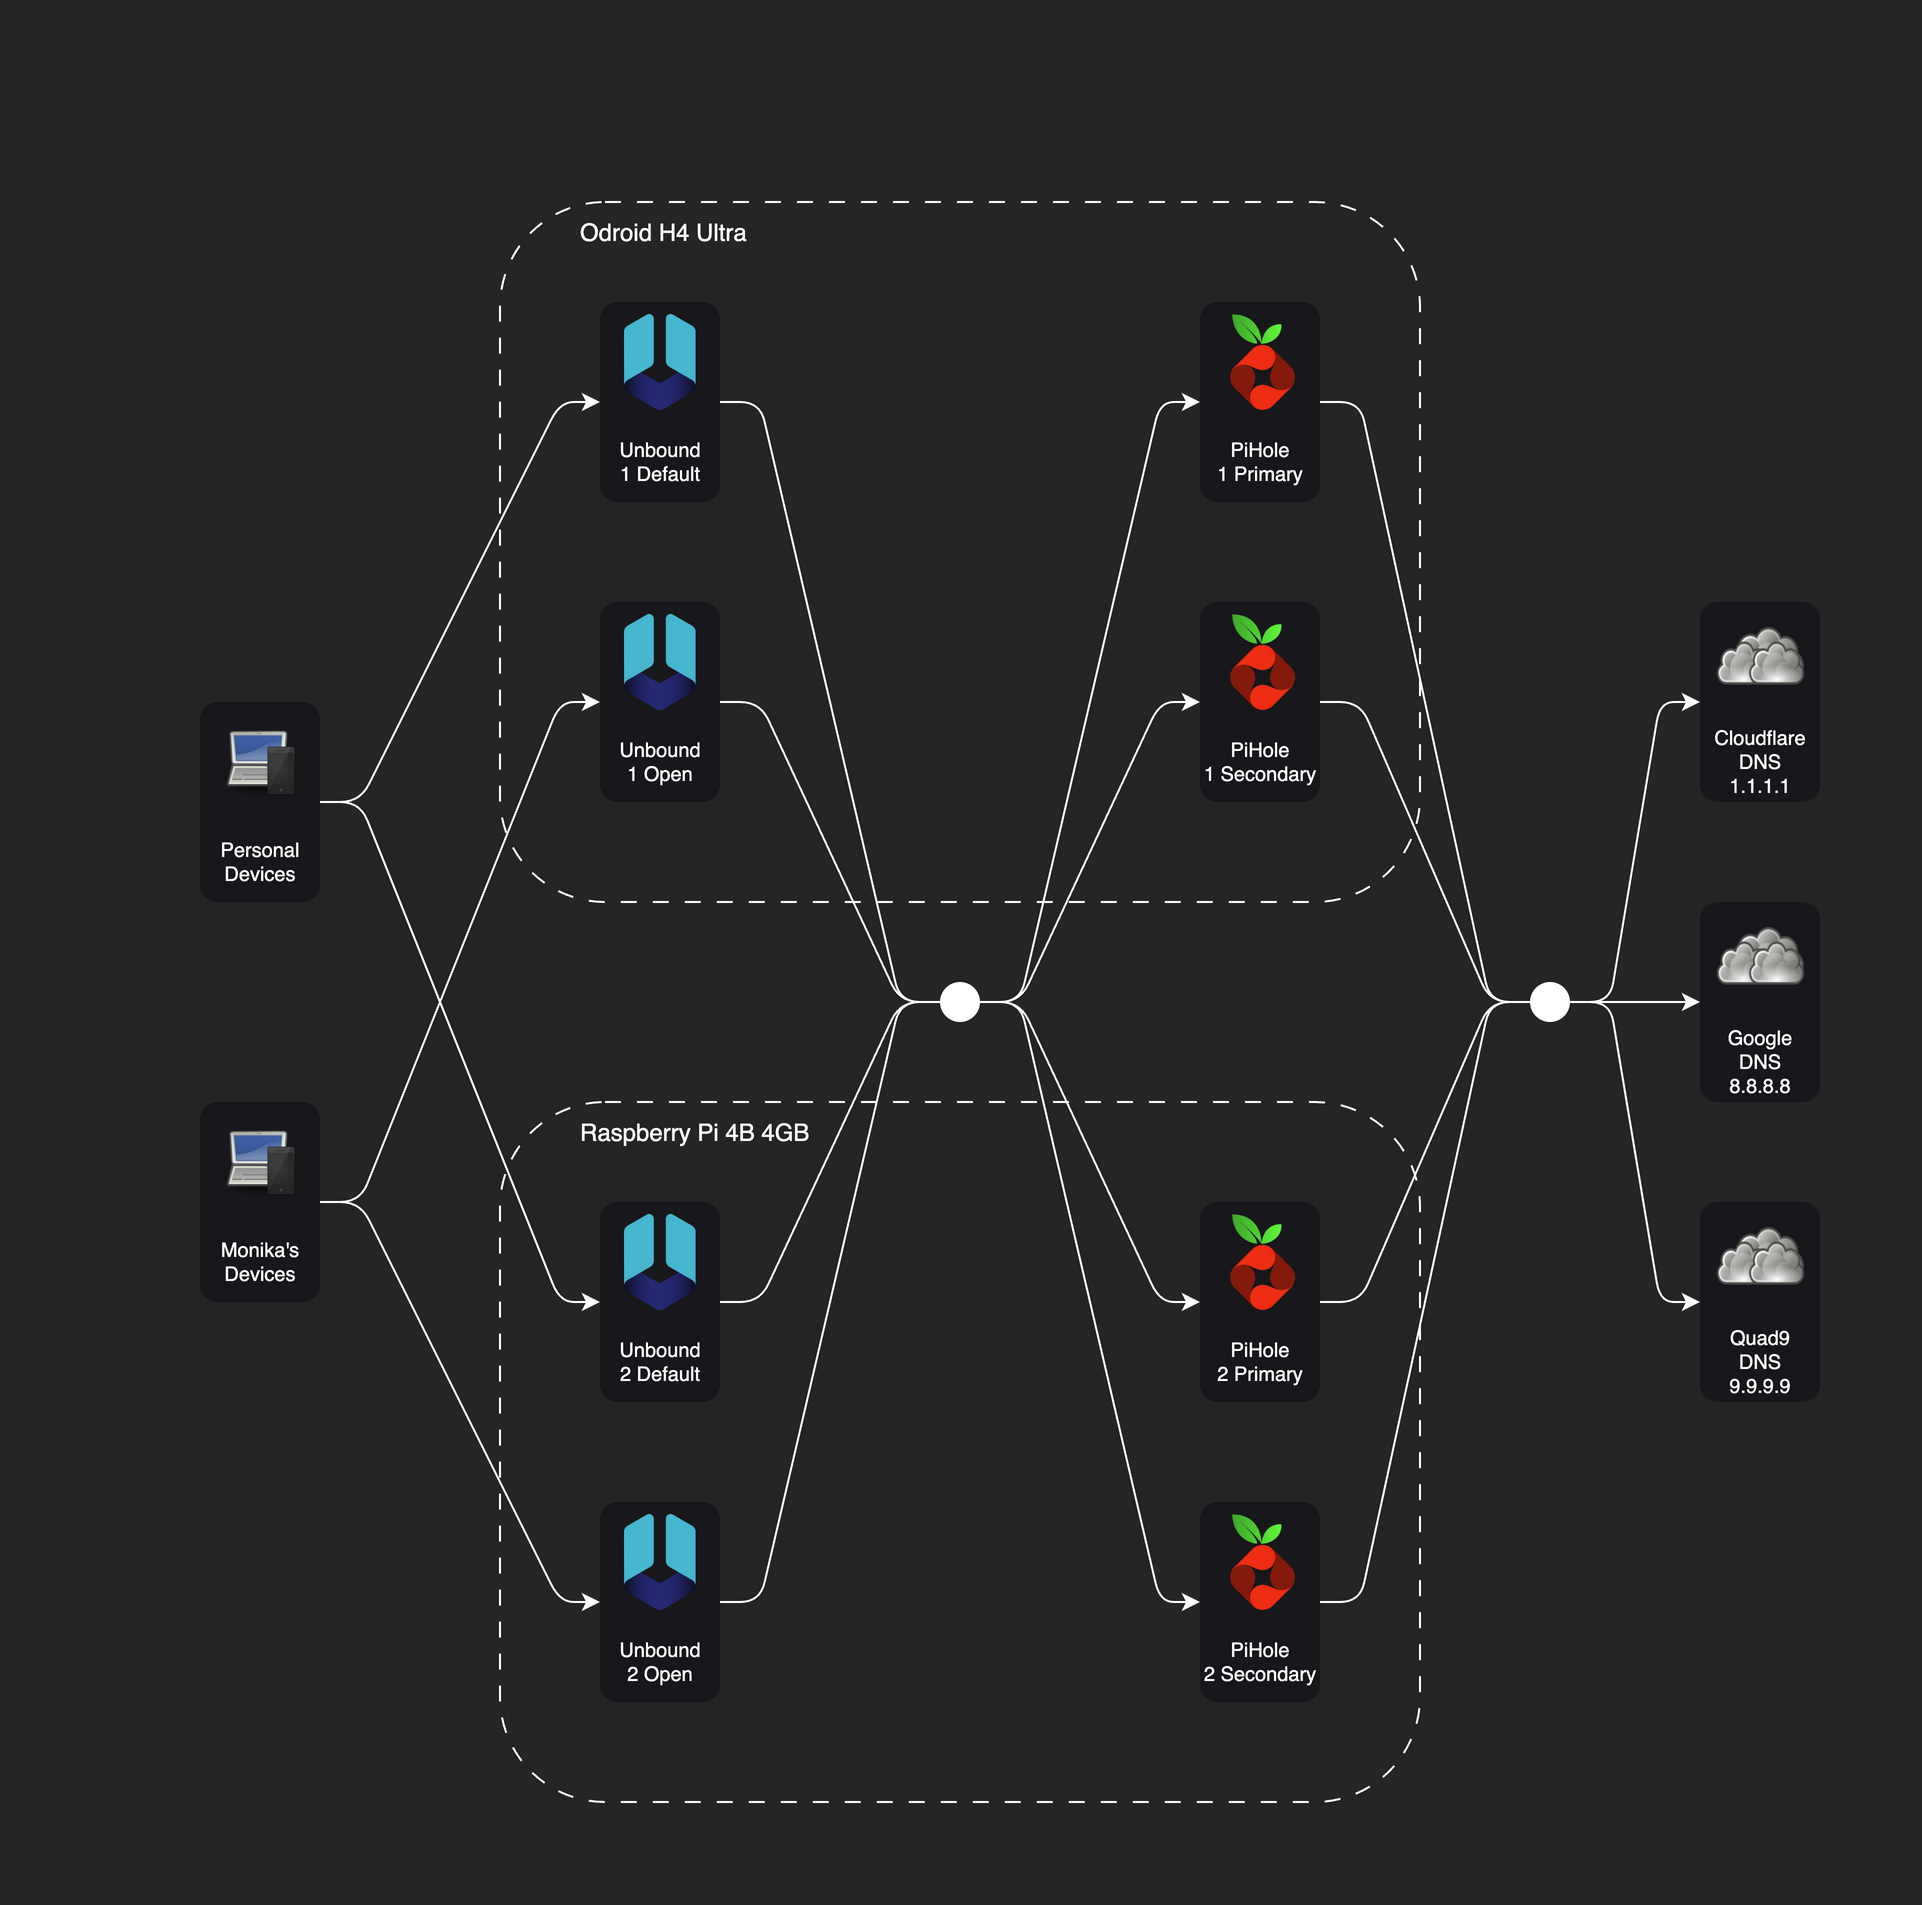 Odroid H4 Ultra
Unbound
1 Default
PiHole
1 Primary
Unbound
1 Open
PiHole
1 Secondary
Cloudflare
DNS
1.1.1.1
Personal
Devices
Google
DNS
8.8.8.8
Raspberry Pi 4B 4GB
Monika's
Devices
Unbound
2 Default
PiHole
2 Primary
Quad9
DNS
9.9.9.9
Unbound
2 Open
PiHole
2 Secondary